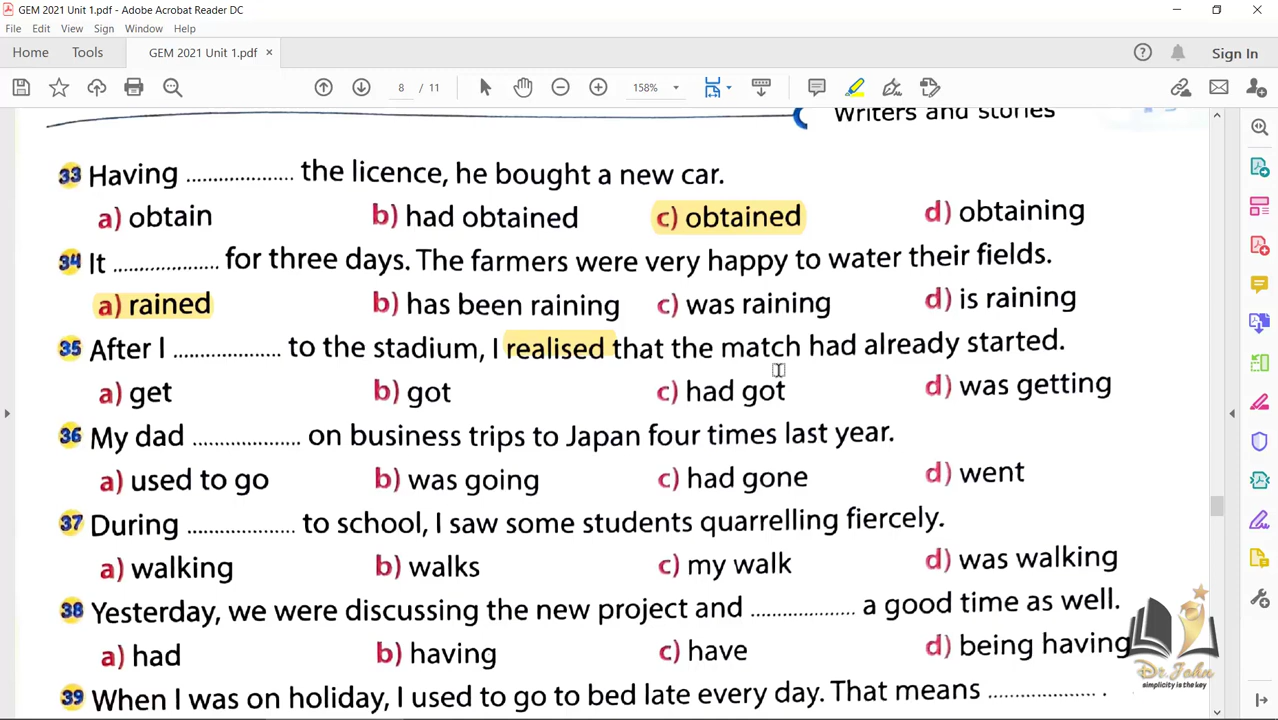 GEM 2021 Unit 1.pdf - Adobe Acrobat Reader DC
File Edit View Sign Window Help
Home Tools GEM 2021 Unit 1.pdf × Sign In
8 / 11 158%
Writers and stories
33 Having .................... the licence, he bought a new car.
a) obtain b) had obtained c) obtained d) obtaining
34 It .................... for three days. The farmers were very happy to water their fields.
a) rained b) has been raining c) was raining d) is raining
35 After I .................... to the stadium, I realised that the match had already started.
a) get b) got c) had got d) was getting
36 My dad .................... on business trips to Japan four times last year.
a) used to go b) was going c) had gone d) went
37 During .................... to school, I saw some students quarrelling fiercely.
a) walking b) walks c) my walk d) was walking
38 Yesterday, we were discussing the new project and .................... a good time as well.
a) had b) having c) have d) being having
39 When I was on holiday, I used to go to bed late every day. That means .................... .
Dr. John
simplicity is the key